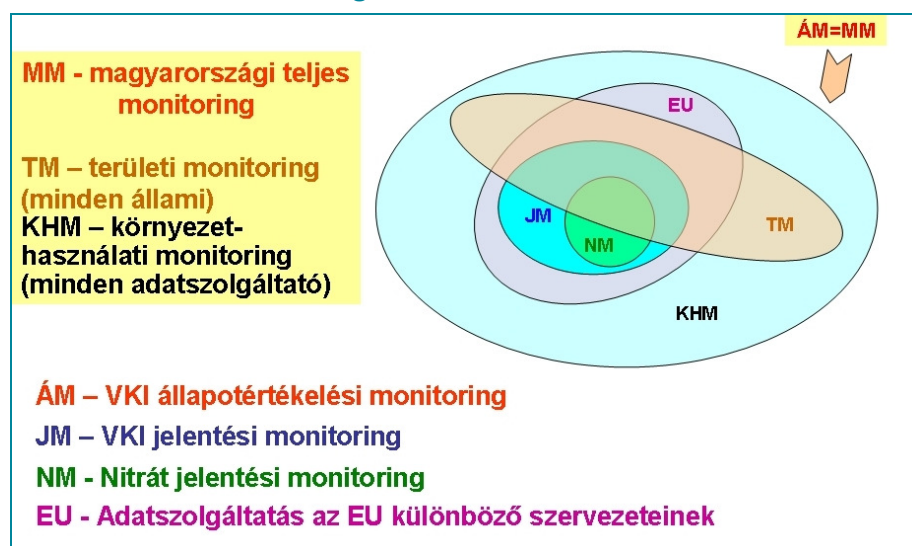 MM - magyarországi teljes
monitoring
TM – területi monitoring
(minden állami)
KHM – környezet-
használati monitoring
(minden adatszolgáltató)
ÁM=MM
EU
JM
NM
TM
KHM
ÁM – VKI állapotértékelési monitoring
JM – VKI jelentési monitoring
NM - Nitrát jelentési monitoring
EU - Adatszolgáltatás az EU különböző szervezeteinek